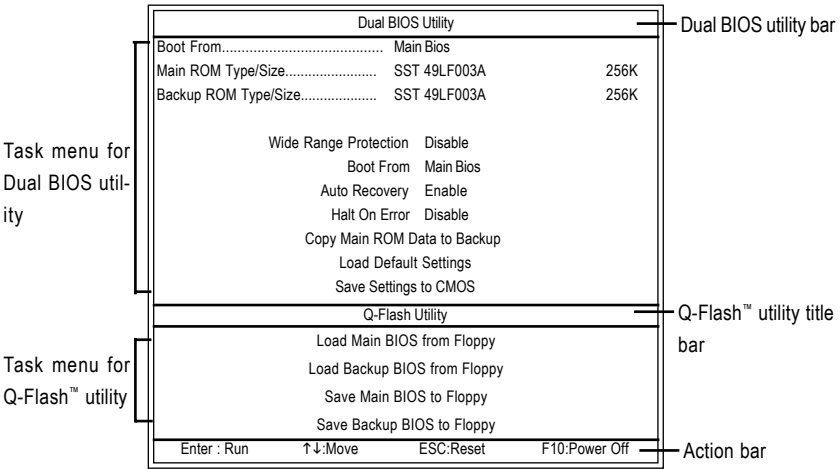 Dual BIOS Utility
Dual BIOS utility bar
Boot From.......................................... Main Bios
Main ROM Type/Size........................ SST 49LF003A 256K
Backup ROM Type/Size.................... SST 49LF003A 256K
Task menu for
Dual BIOS util-
ity
Wide Range Protection Disable
Boot From Main Bios
Auto Recovery Enable
Halt On Error Disable
Copy Main ROM Data to Backup
Load Default Settings
Save Settings to CMOS
Q-Flash Utility
Q-Flash™ utility title
bar
Task menu for
Q-Flash™ utility
Load Main BIOS from Floppy
Load Backup BIOS from Floppy
Save Main BIOS to Floppy
Save Backup BIOS to Floppy
Enter : Run ↑↓:Move ESC:Reset F10:Power Off
Action bar